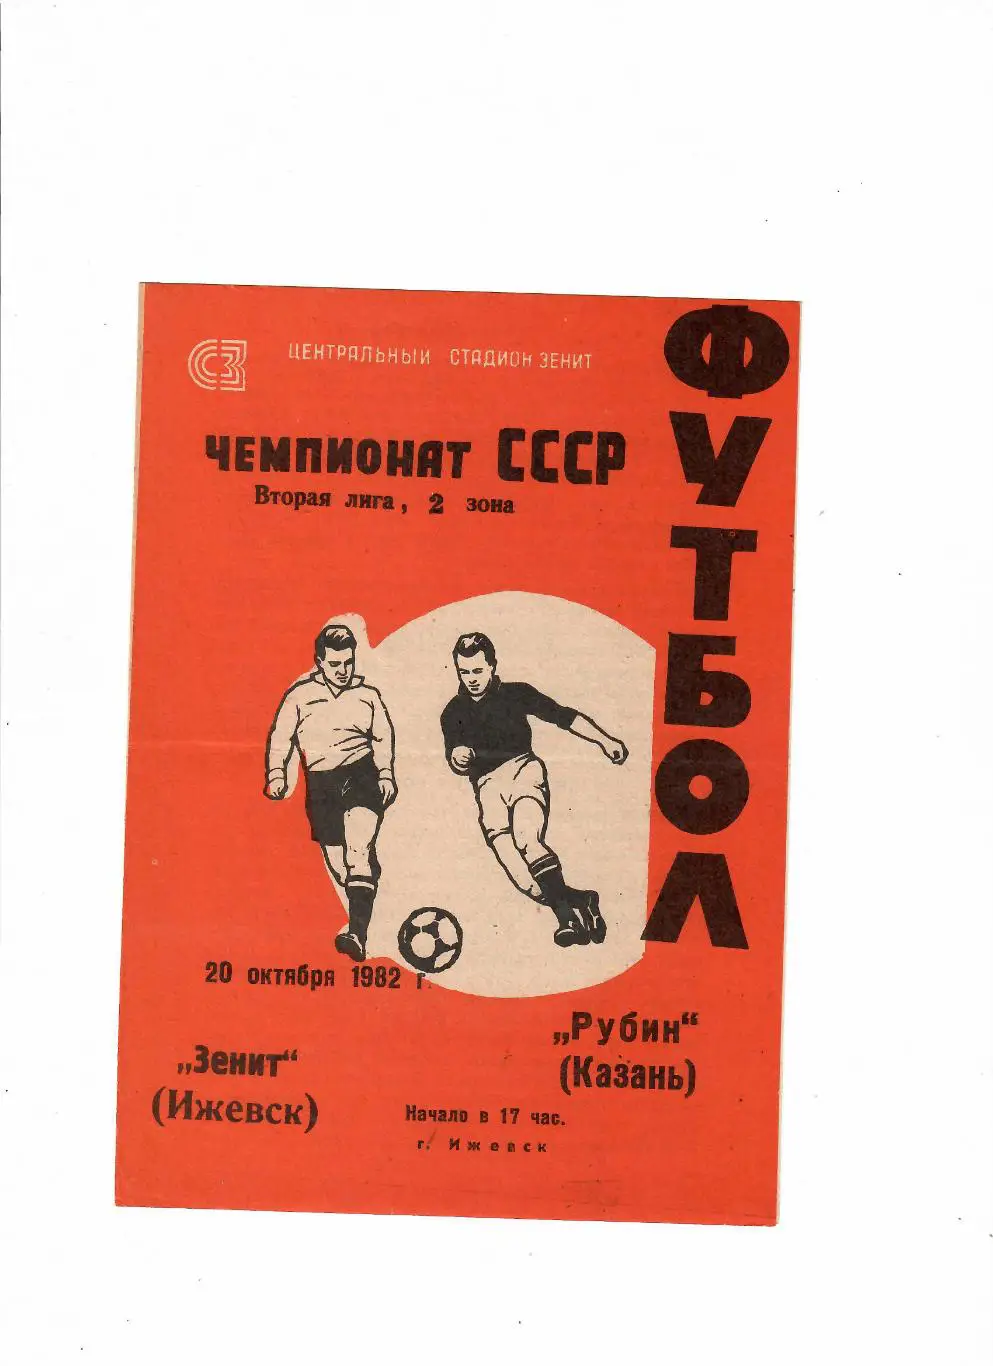 СЗ
ЦЕНТРАЛЬНЫЙ СТАДИОН ЗЕНИТ
ФУТБОЛ
ЧЕМПИОНАТ СССР
Вторая лига, 2 зона
20 октября 1982 г.
„Рубин“
(Казань)
„Зенит“
(Ижевск)
Начало в 17 час.
г. Ижевск